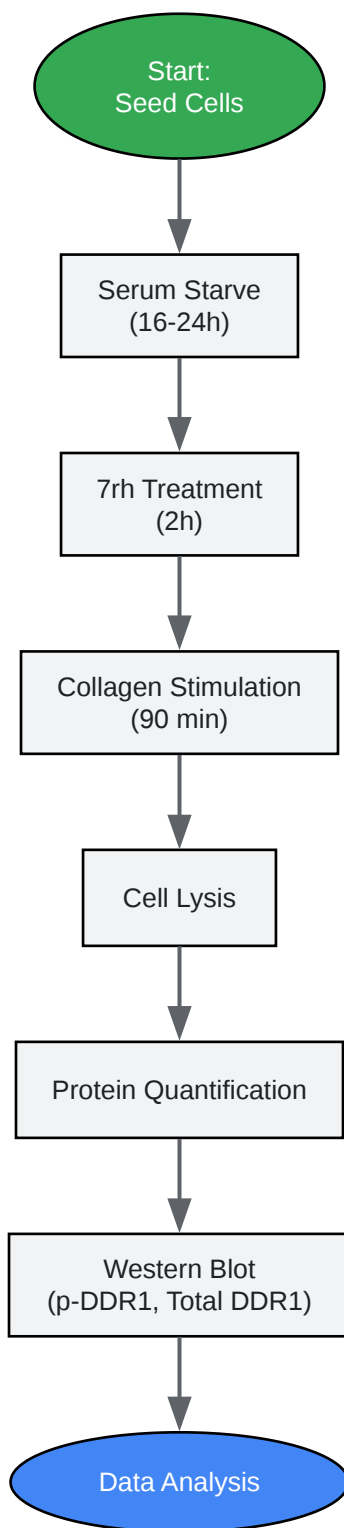 Start:
Seed Cells
Serum Starve
(16-24h)
7rh Treatment
(2h)
Collagen Stimulation
(90 min)
Cell Lysis
Protein Quantification
Western Blot
(p-DDR1, Total DDR1)
Data Analysis